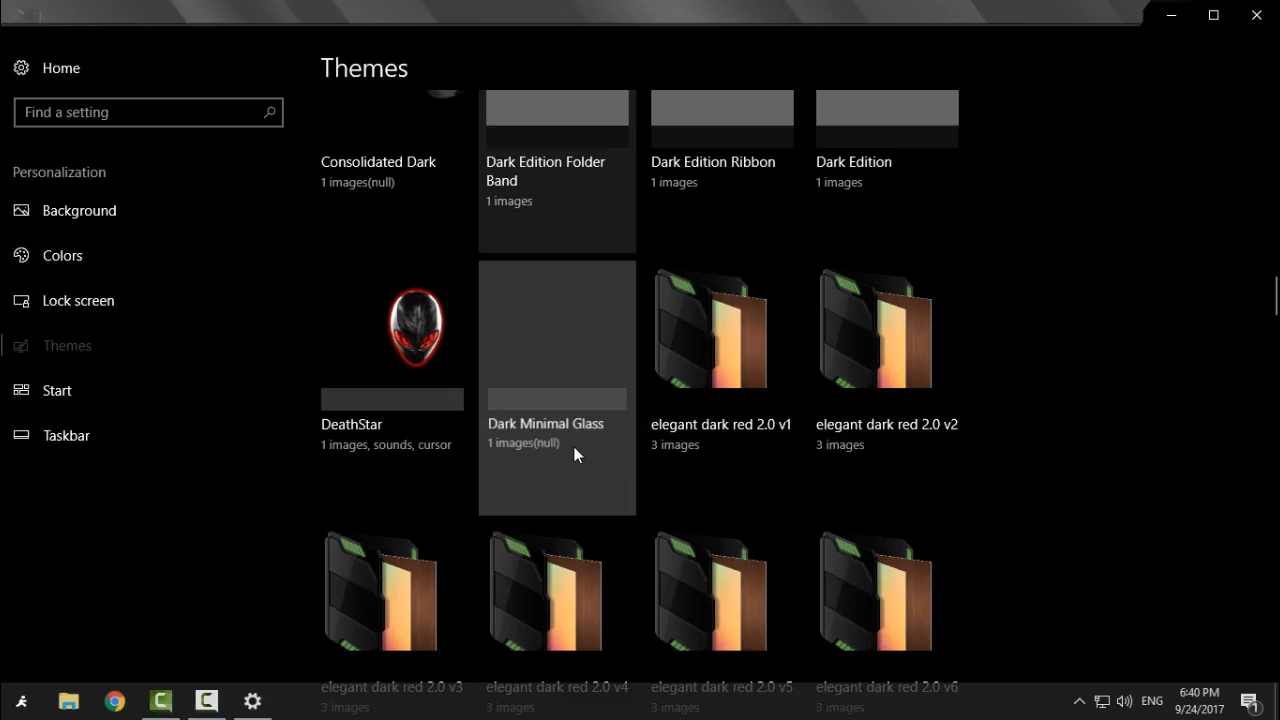 Home
Find a setting
Personalization
Background
Colors
Lock screen
Themes
Start
Taskbar
Themes
Consolidated Dark
1 images(null)
Dark Edition Folder
Band
1 images
Dark Edition Ribbon
1 images
Dark Edition
1 images
DeathStar
1 images, sounds, cursor
Dark Minimal Glass
1 images(null)
elegant dark red 2.0 v1
3 images
elegant dark red 2.0 v2
3 images
elegant dark red 2.0 v3
3 images
elegant dark red 2.0 v4
3 images
elegant dark red 2.0 v5
3 images
elegant dark red 2.0 v6
3 images
ENG
6:40 PM
9/24/2017
1